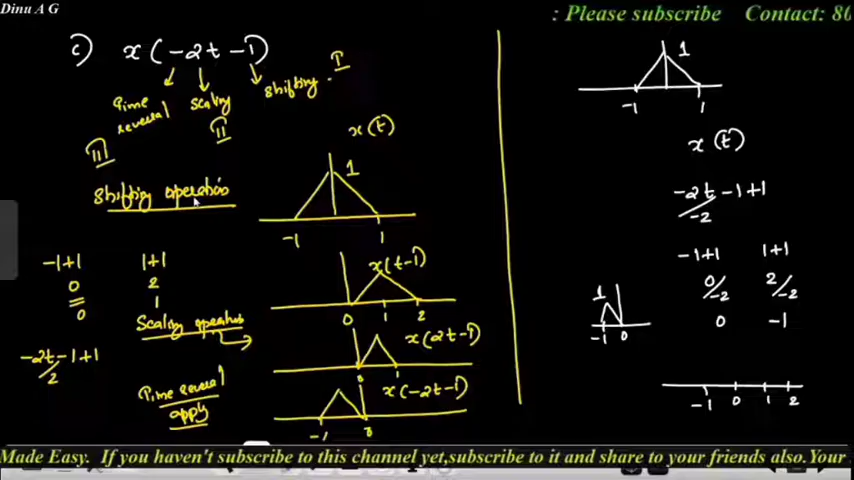 Dinu A G
: Please subscribe Contact: 80
c) x(-2t-1)
Time reversal
scaling
shifting
I
II
III
x(t)
shifting operation
1
-1 1
-1+1 1+1
0 2
0 1
x(t-1)
0 1 2
Scaling operation
x(2t-1)
0 1
-2t-1+1
2
Time reversal
apply
x(-2t-1)
-1 0
1
-1 1
x(t)
-2t-1+1
-2
-1+1 1+1
0/-2 2/-2
0 -1
1
-1 0
-1 0 1 2
Made Easy. If you haven't subscribe to this channel yet,subscribe to it and share to your friends also.Your